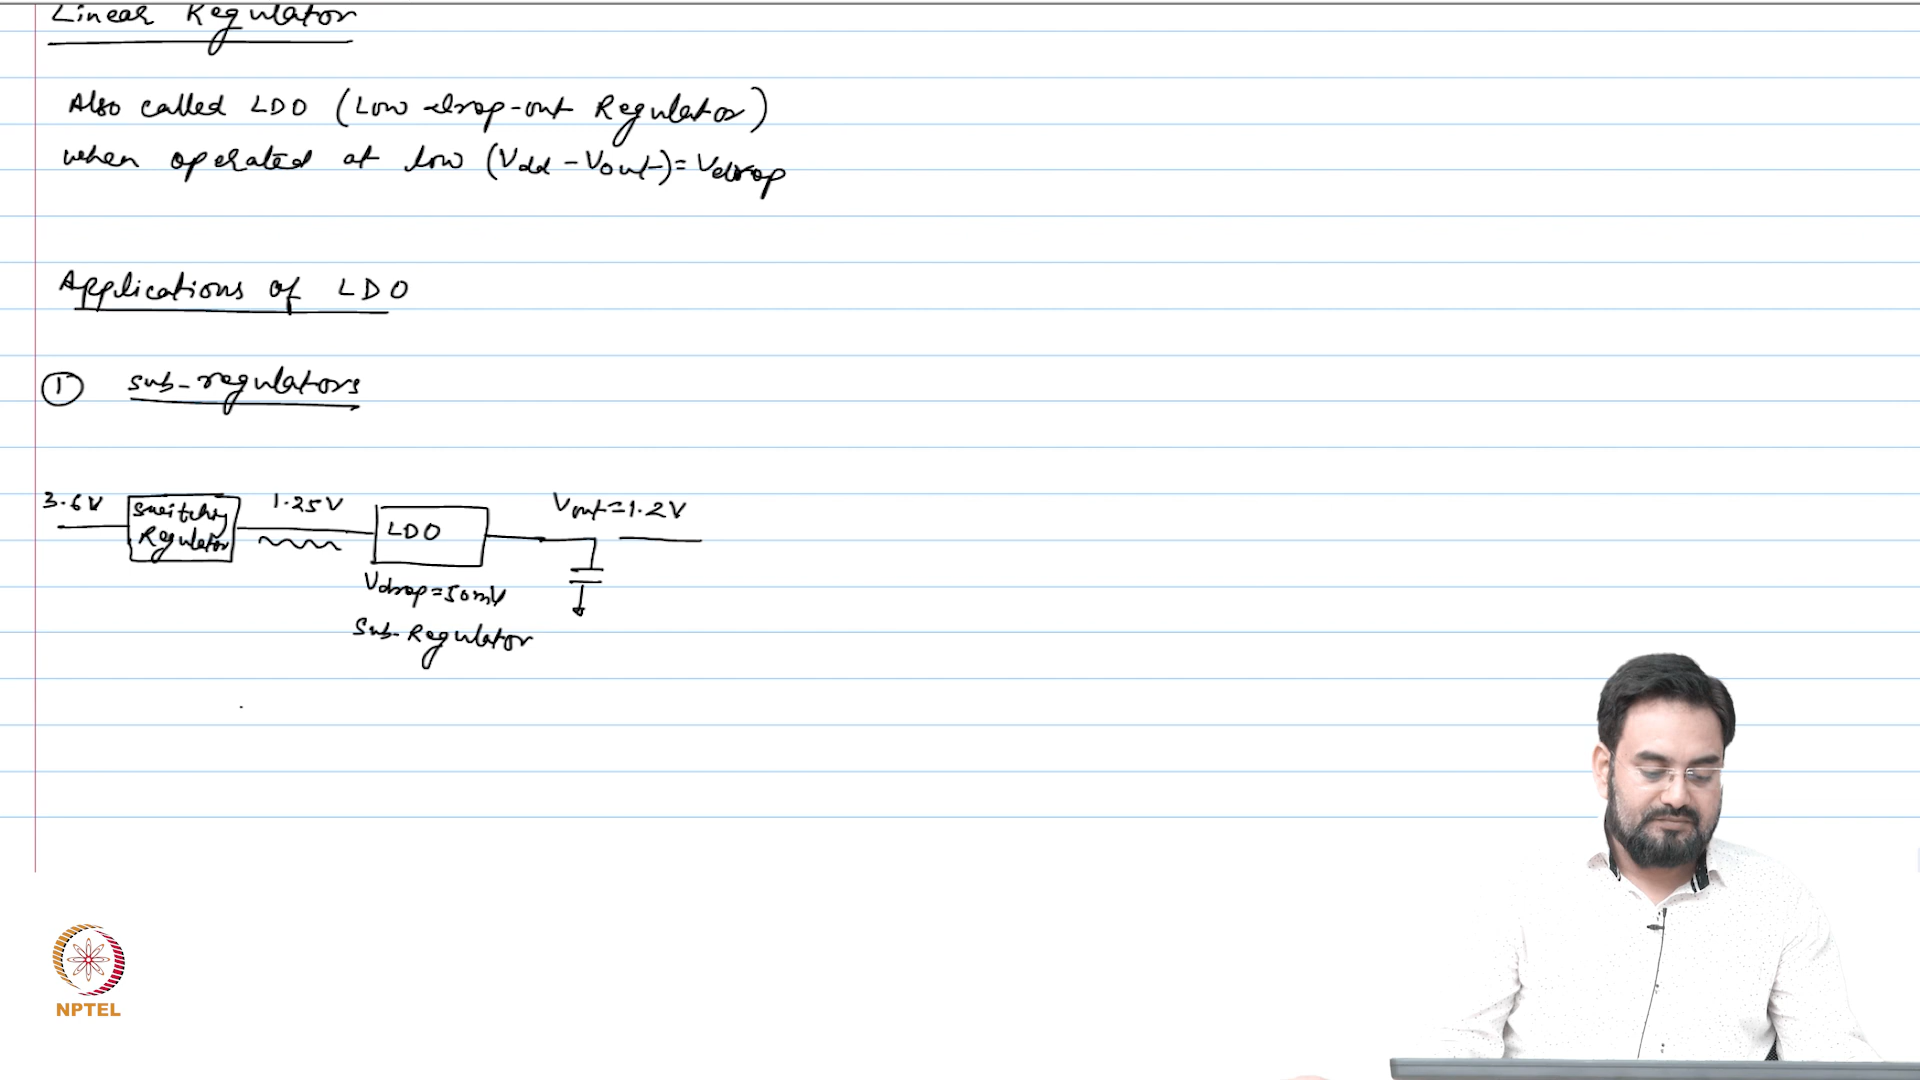 Linear Regulator
Also called LDO (Low drop-out Regulator)
when operated at low (Vdd - Vout) = Vdrop
Applications of LDO
① sub-regulators
3.6V Switching Regulator 1.25V LDO Vout=1.2V
Vdrop=50mV
Sub-Regulator
NPTEL